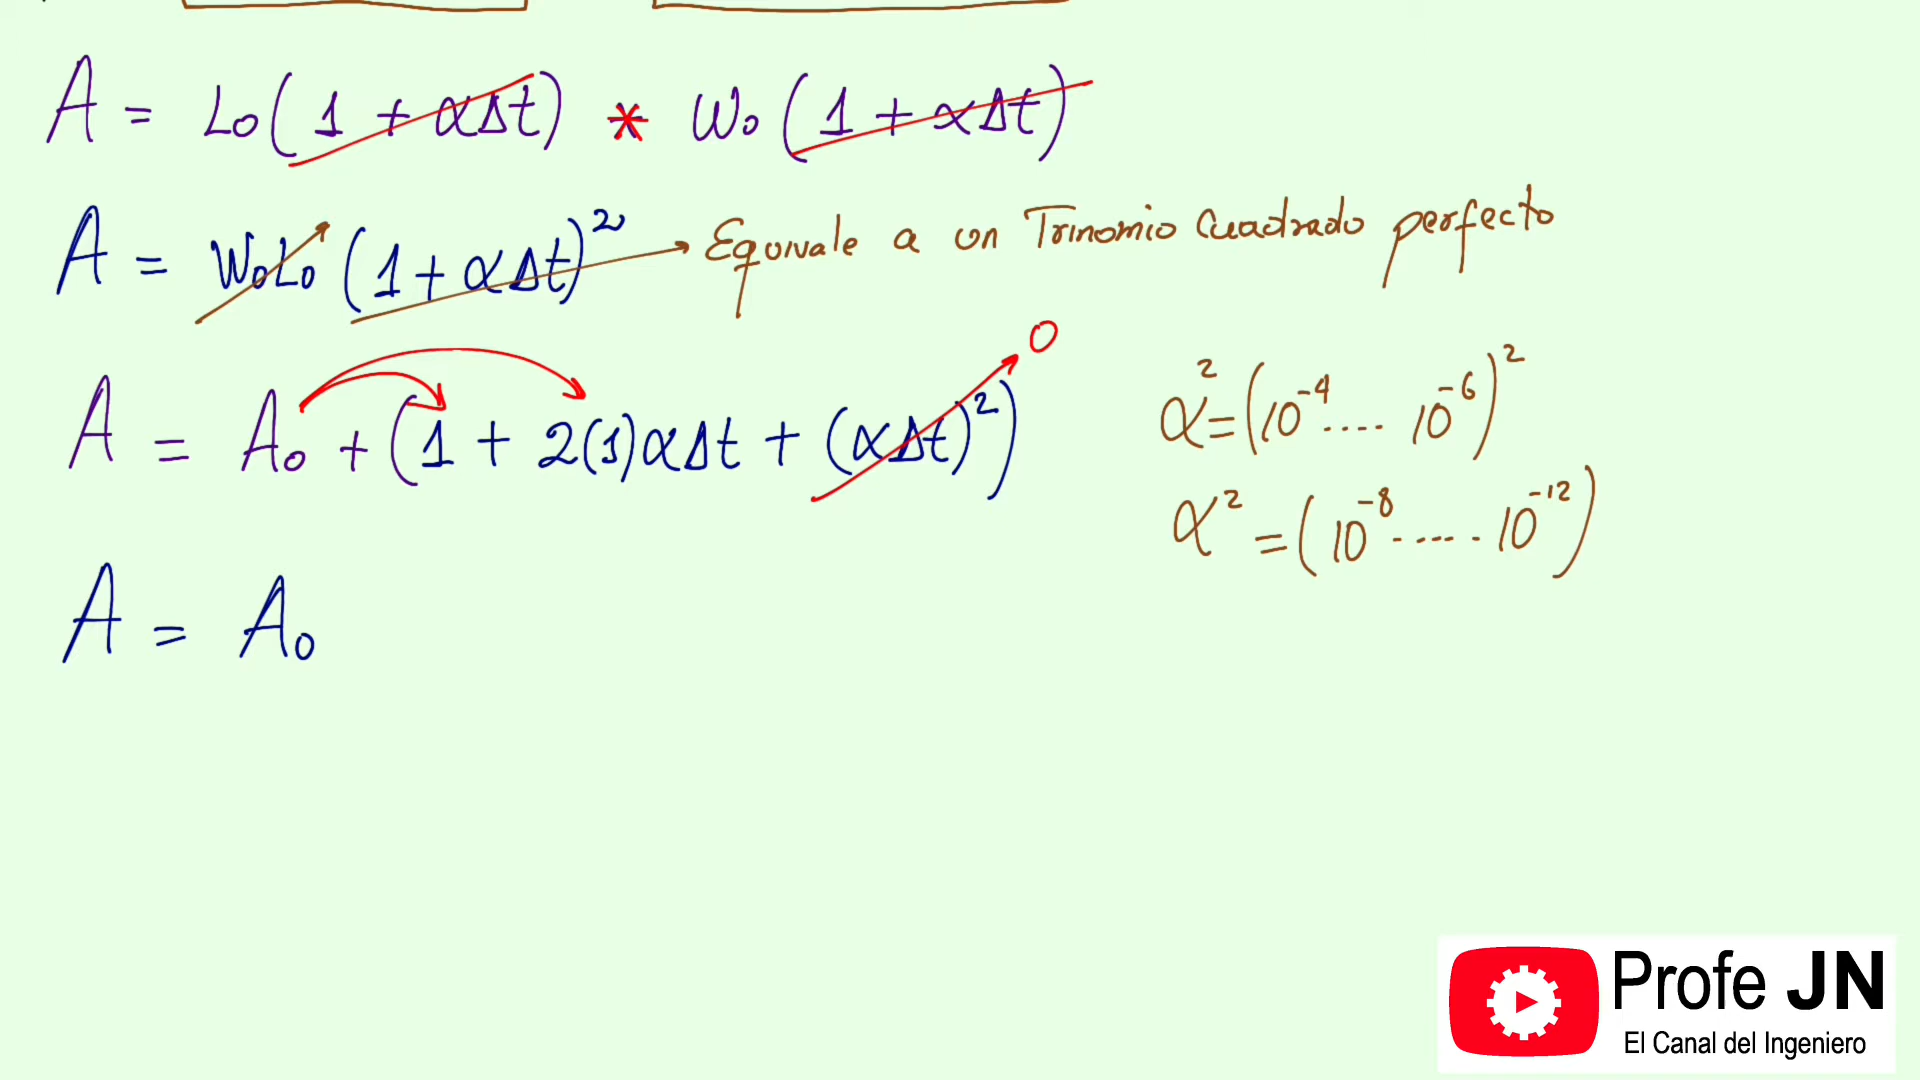 A = Lo(1 + αΔt) * Wo(1 + αΔt)
A = WoLo(1 + αΔt)² → Equivale a un Trinomio Cuadrado perfecto
A = A₀ + (1 + 2(1)αΔt + (αΔt)²) 0
α² = (10⁻⁴.... 10⁻⁶)²
α² = (10⁻⁸..... 10⁻¹²)
A = A₀
Profe JN
El Canal del Ingeniero